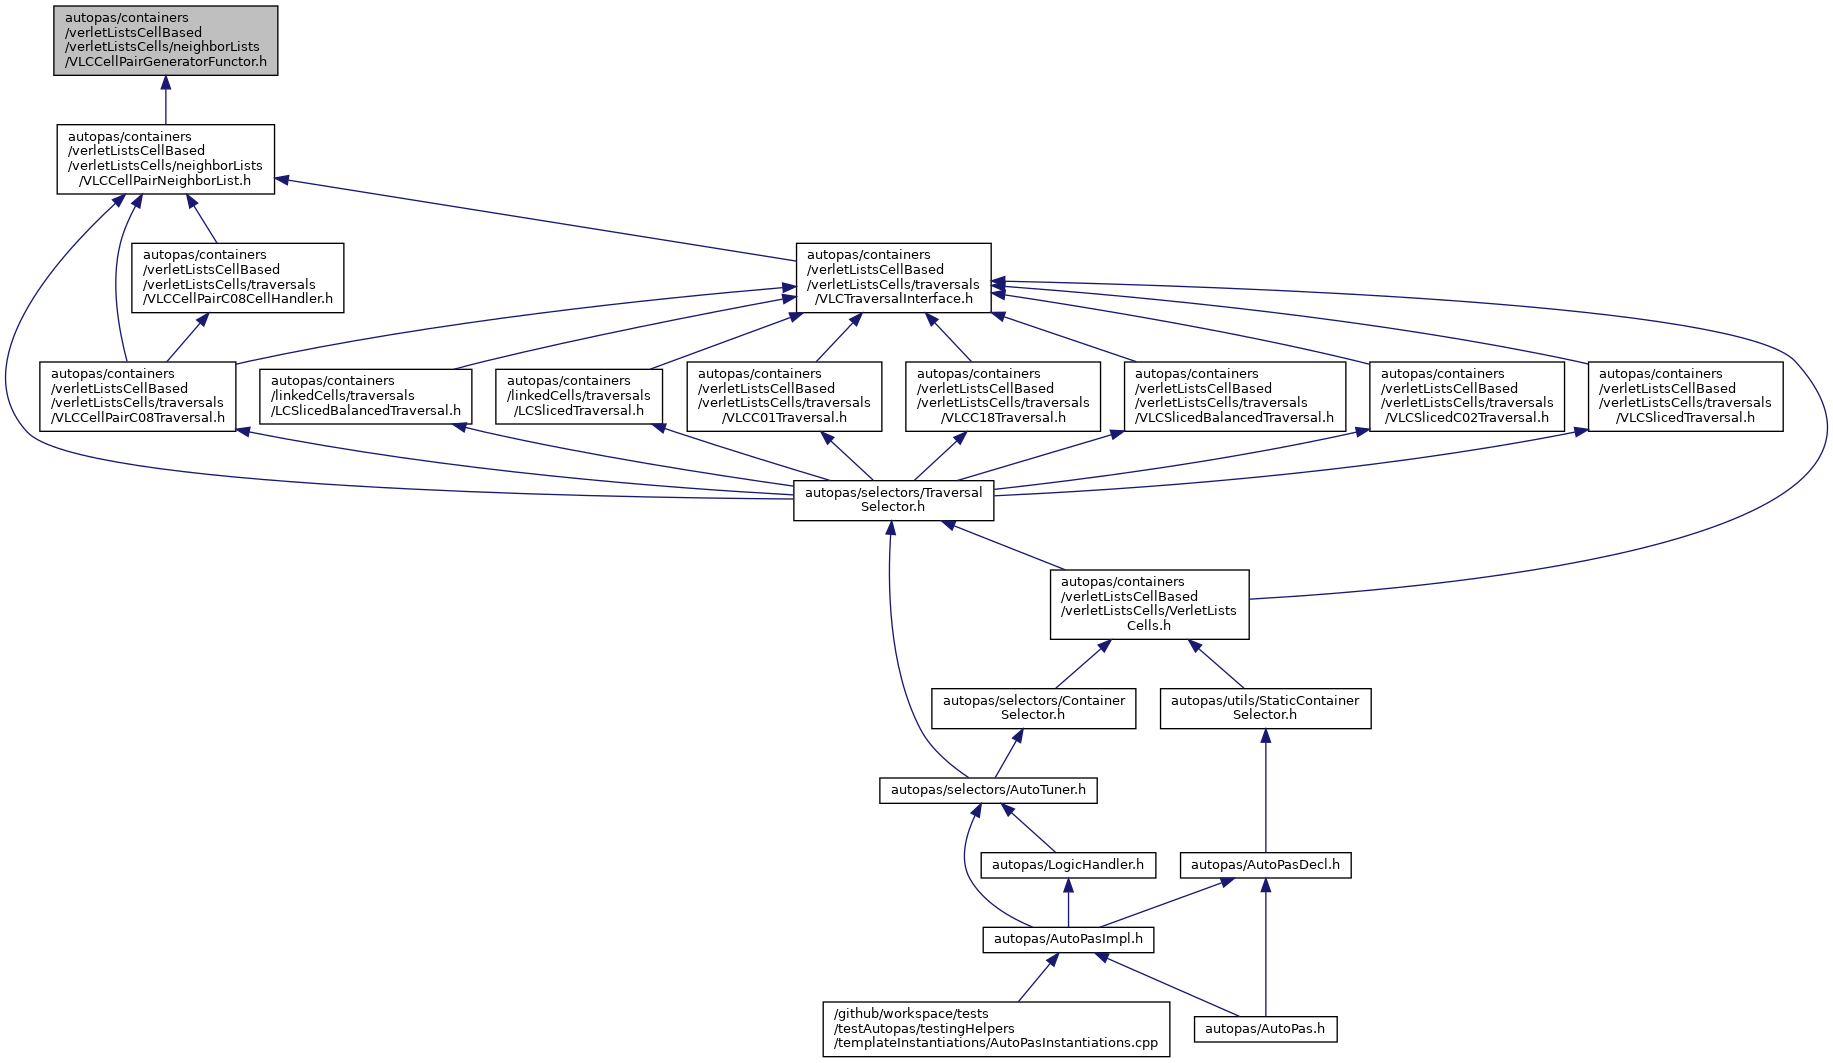 autopas/containers
/verletListsCellBased
/verletListsCells/neighborLists
/VLCCellPairGeneratorFunctor.h
autopas/containers
/verletListsCellBased
/verletListsCells/neighborLists
/VLCCellPairNeighborList.h
autopas/containers
/verletListsCellBased
/verletListsCells/traversals
/VLCCellPairC08CellHandler.h
autopas/containers
/verletListsCellBased
/verletListsCells/traversals
/VLCTraversalInterface.h
autopas/containers
/verletListsCellBased
/verletListsCells/traversals
/VLCCellPairC08Traversal.h
autopas/containers
/linkedCells/traversals
/LCSlicedBalancedTraversal.h
autopas/containers
/linkedCells/traversals
/LCSlicedTraversal.h
autopas/containers
/verletListsCellBased
/verletListsCells/traversals
/VLCC01Traversal.h
autopas/containers
/verletListsCellBased
/verletListsCells/traversals
/VLCC18Traversal.h
autopas/containers
/verletListsCellBased
/verletListsCells/traversals
/VLCSlicedBalancedTraversal.h
autopas/containers
/verletListsCellBased
/verletListsCells/traversals
/VLCSlicedC02Traversal.h
autopas/containers
/verletListsCellBased
/verletListsCells/traversals
/VLCSlicedTraversal.h
autopas/selectors/Traversal
Selector.h
autopas/containers
/verletListsCellBased
/verletListsCells/VerletLists
Cells.h
autopas/selectors/Container
Selector.h
autopas/utils/StaticContainer
Selector.h
autopas/selectors/AutoTuner.h
autopas/LogicHandler.h
autopas/AutoPasDecl.h
autopas/AutoPasImpl.h
/github/workspace/tests
/testAutopas/testingHelpers
/templateInstantiations/AutoPasInstantiations.cpp
autopas/AutoPas.h